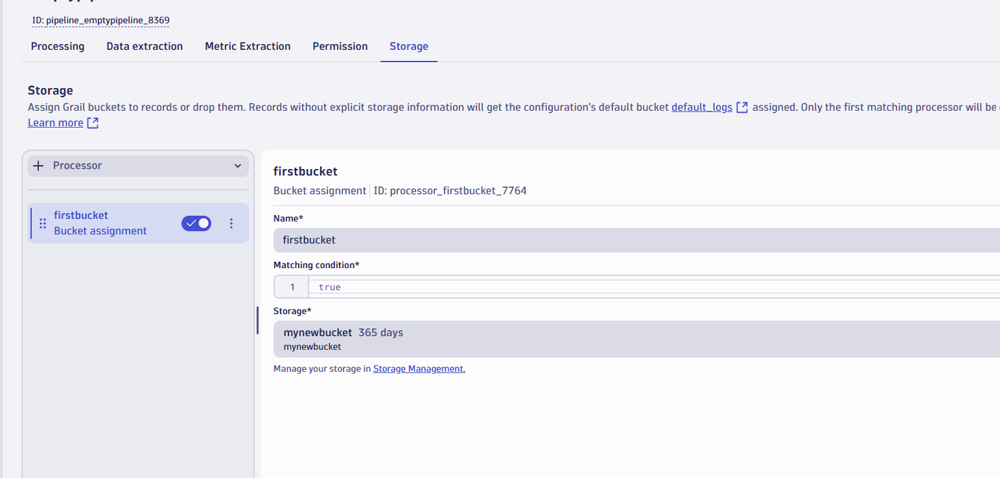 ID: pipeline_emptypipeline_8369
Processing Data extraction Metric Extraction Permission Storage
Storage
Assign Grail buckets to records or drop them. Records without explicit storage information will get the configuration's default bucket default_logs assigned. Only the first matching processor will be
Learn more
Processor
firstbucket
Bucket assignment
firstbucket
Bucket assignment ID: processor_firstbucket_7764
Name*
firstbucket
Matching condition*
1 true
Storage*
mynewbucket 365 days
mynewbucket
Manage your storage in Storage Management.